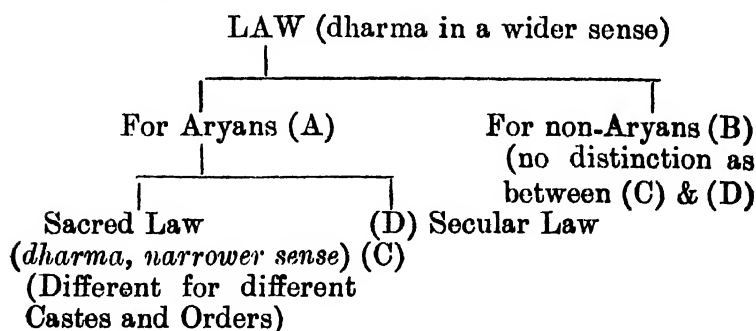 LAW (dharma in a wider sense)
For Aryans (A)
For non-Aryans (B)
(no distinction as
between (C) & (D)
Sacred Law
(D) Secular Law
(dharma, narrower sense) (C)
(Different for different
Castes and Orders)